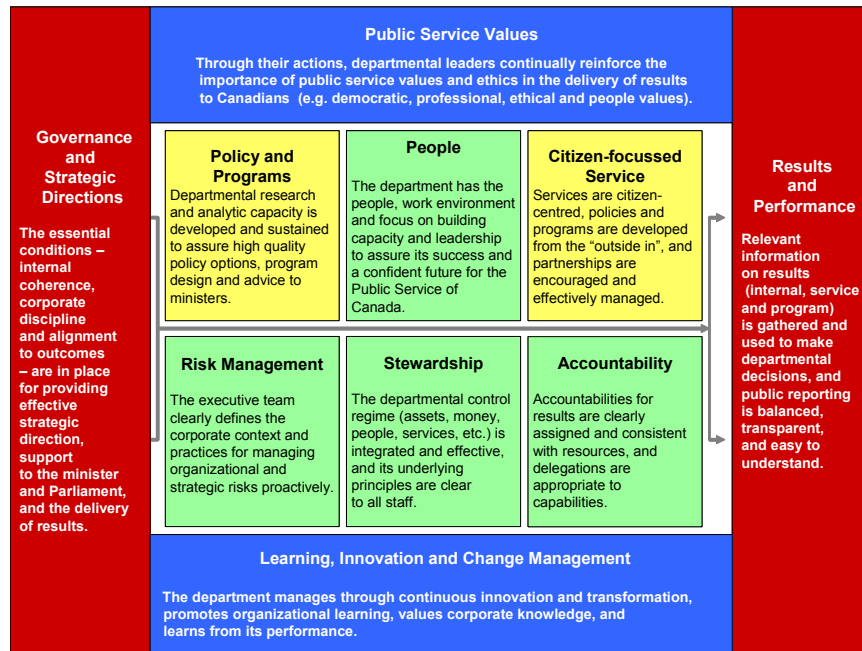 Public Service Values
Through their actions, departmental leaders continually reinforce the
importance of public service values and ethics in the delivery of results
to Canadians (e.g. democratic, professional, ethical and people values).
Governance
and
Strategic
Directions
The essential
conditions –
internal
coherence,
corporate
discipline
and alignment
to outcomes
– are in place
for providing
effective
strategic
direction,
support
to the minister
and Parliament,
and the delivery
of results.
Policy and
Programs
Departmental research
and analytic capacity is
developed and sustained
to assure high quality
policy options, program
design and advice to
ministers.
People
The department has the
people, work environment
and focus on building
capacity and leadership
to assure its success and
a confident future for the
Public Service of
Canada.
Citizen-focussed
Service
Services are citizen-
centred, policies and
programs are developed
from the “outside in”, and
partnerships are
encouraged and
effectively managed.
Risk Management
The executive team
clearly defines the
corporate context and
practices for managing
organizational and
strategic risks proactively.
Stewardship
The departmental control
regime (assets, money,
people, services, etc.) is
integrated and effective,
and its underlying
principles are clear
to all staff.
Accountability
Accountabilities for
results are clearly
assigned and consistent
with resources, and
delegations are
appropriate to
capabilities.
Results
and
Performance
Relevant
information
on results
(internal, service
and program)
is gathered and
used to make
departmental
decisions, and
public reporting
is balanced,
transparent,
and easy to
understand.
Learning, Innovation and Change Management
The department manages through continuous innovation and transformation,
promotes organizational learning, values corporate knowledge, and
learns from its performance.